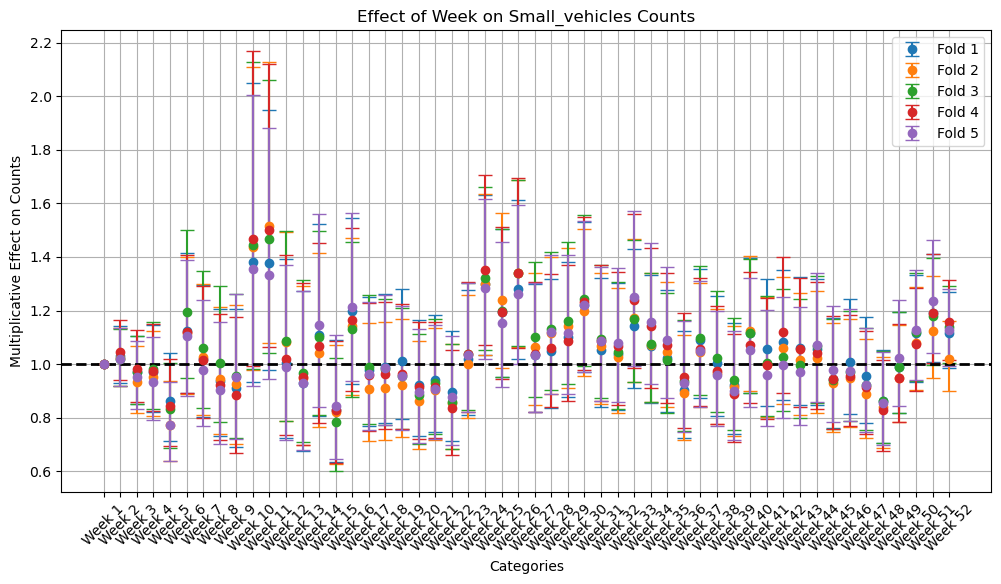 Effect of Week on Small_vehicles Counts
Multiplicative Effect on Counts
2.2
2.0
1.8
1.6
1.4
1.2
1.0
0.8
0.6
Fold 1
Fold 2
Fold 3
Fold 4
Fold 5
Week 1
Week 2
Week 3
Week 4
Week 5
Week 6
Week 7
Week 8
Week 9
Week 10
Week 11
Week 12
Week 13
Week 14
Week 15
Week 16
Week 17
Week 18
Week 19
Week 20
Week 21
Week 22
Week 23
Week 24
Week 25
Week 26
Week 27
Week 28
Week 29
Week 30
Week 31
Week 32
Week 33
Week 34
Week 35
Week 36
Week 37
Week 38
Week 39
Week 40
Week 41
Week 42
Week 43
Week 44
Week 45
Week 46
Week 47
Week 48
Week 49
Week 50
Week 51
Week 52
Categories